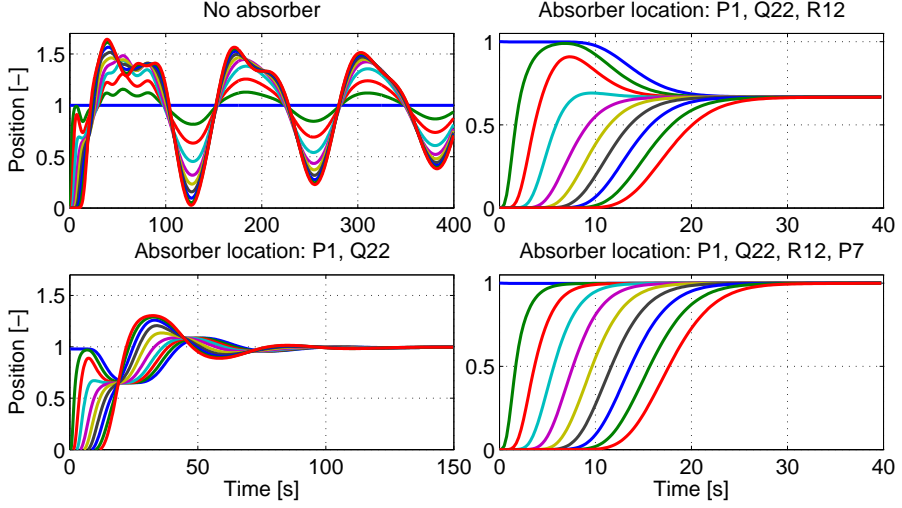 No absorber
Position [–]
1.5
1
0.5
0
0 100 200 300 400
Absorber location: P1, Q22, R12
1
0.5
0
0 10 20 30 40
Absorber location: P1, Q22
Position [–]
1.5
1
0.5
0
0 50 100 150
Time [s]
Absorber location: P1, Q22, R12, P7
1
0.5
0
0 10 20 30 40
Time [s]